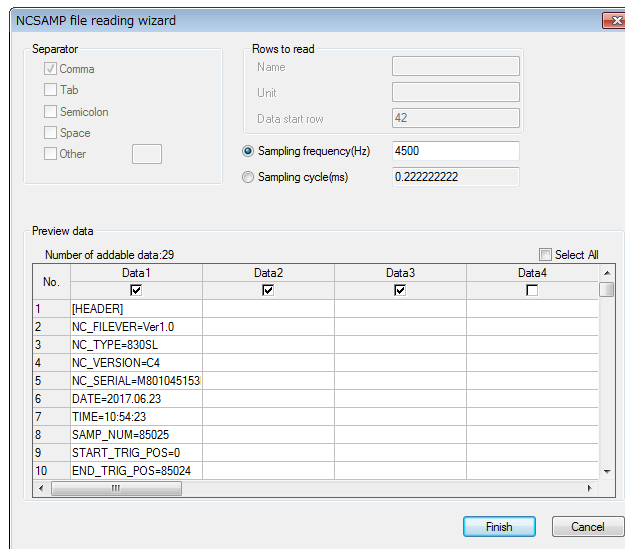 NCSAMP file reading wizard
Separator
Comma
Tab
Semicolon
Space
Other
Rows to read
Name
Unit
Data start row 42
Sampling frequency(Hz) 4500
Sampling cycle(ms) 0.222222222
Preview data
Number of addable data:29
Select All
No. Data1 Data2 Data3 Data4
1 [HEADER]
2 NC_FILEVER=Ver1.0
3 NC_TYPE=830SL
4 NC_VERSION=C4
5 NC_SERIAL=M801045153
6 DATE=2017.06.23
7 TIME=10:54:23
8 SAMP_NUM=85025
9 START_TRIG_POS=0
10 END_TRIG_POS=85024
Finish Cancel